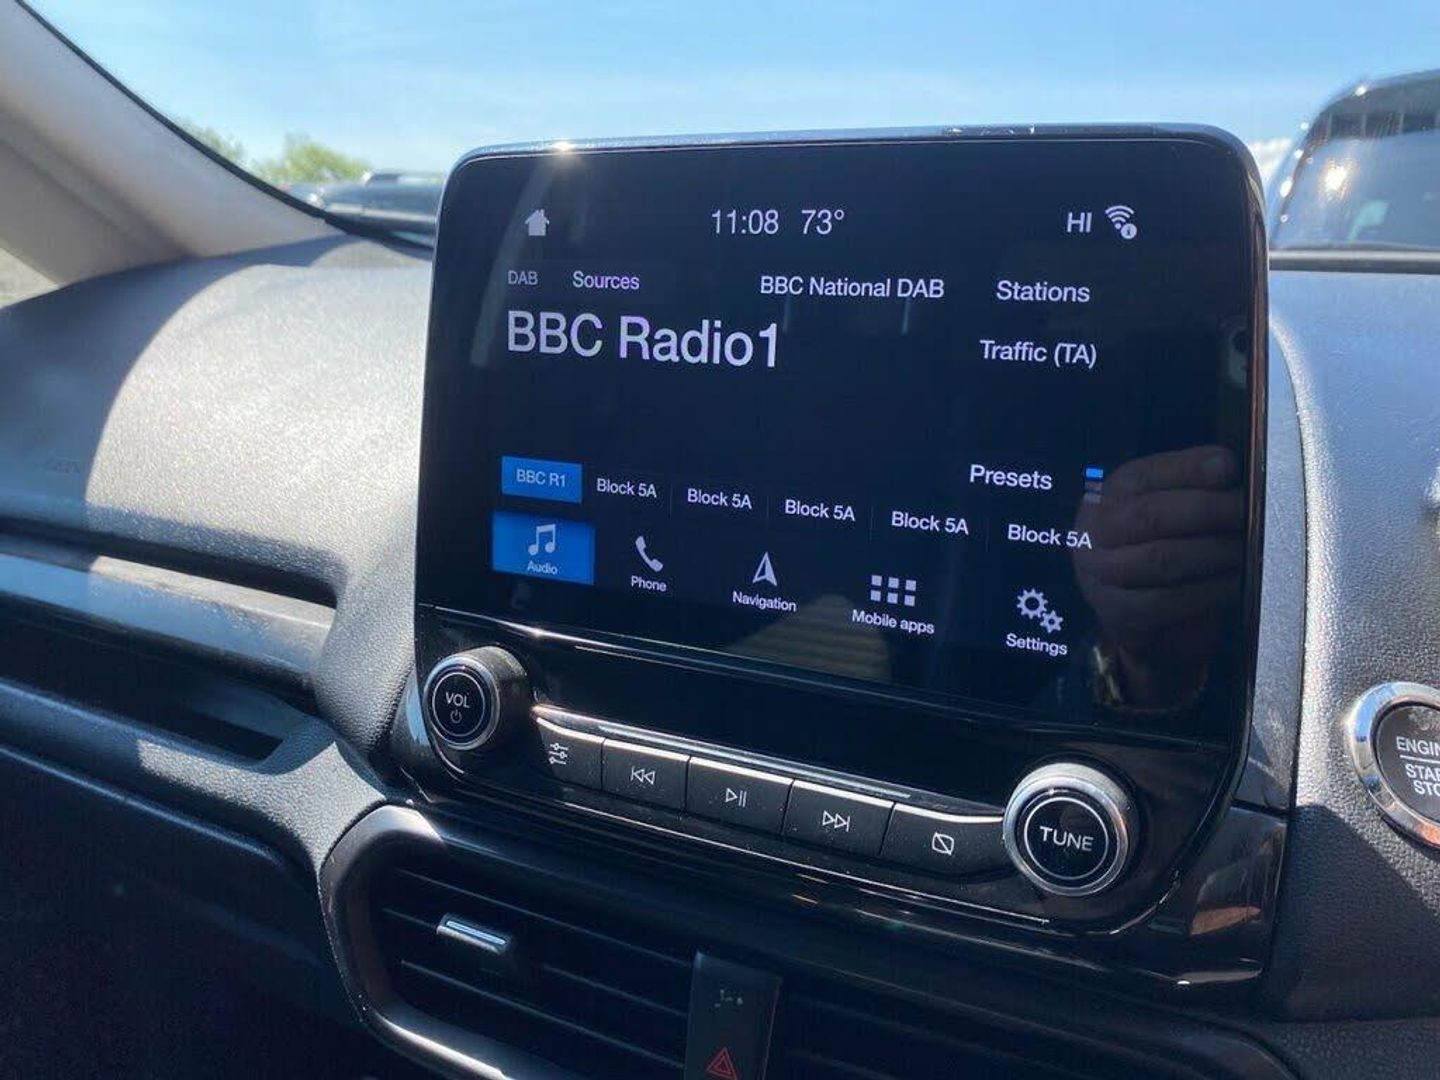 11:08 73° HI
DAB Sources BBC National DAB Stations
BBC Radio1
Traffic (TA)
Presets
BBC R1 Block 5A Block 5A Block 5A Block 5A Block 5A
Audio Phone Navigation Mobile apps Settings
VOL
TUNE